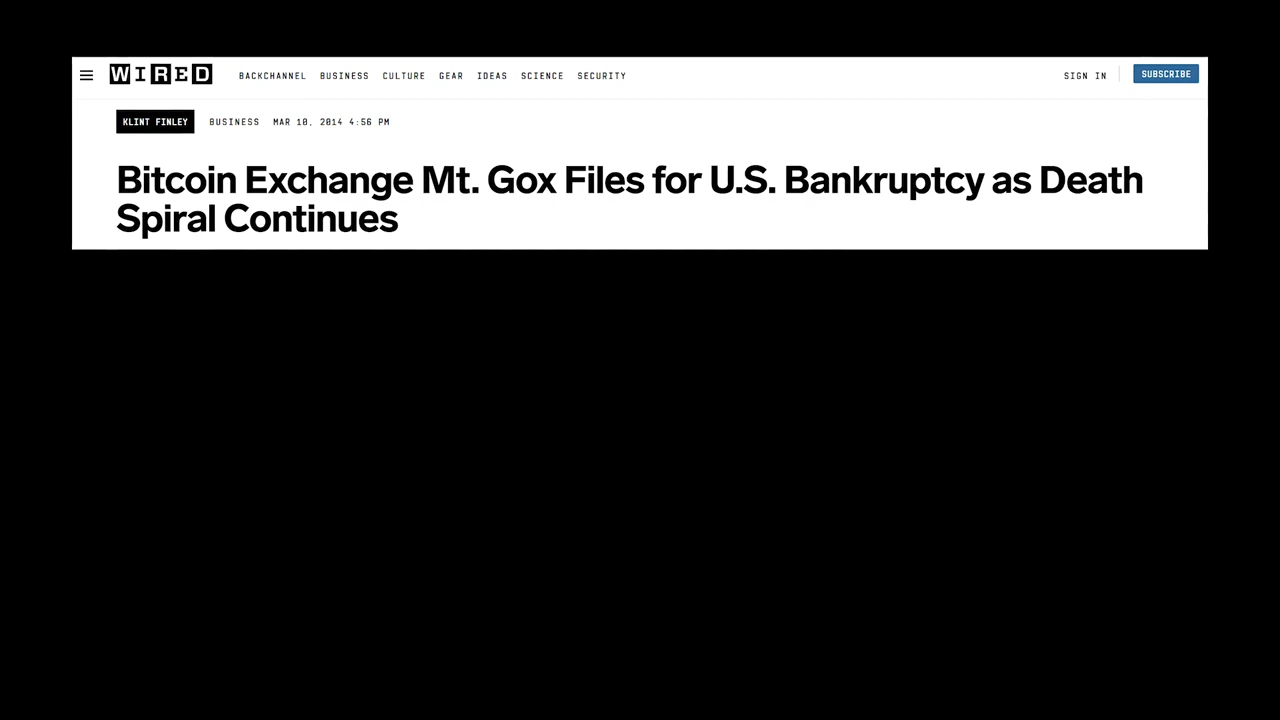 WIRED BACKCHANNEL BUSINESS CULTURE GEAR IDEAS SCIENCE SECURITY SIGN IN SUBSCRIBE
KLINT FINLEY BUSINESS MAR 10, 2014 4:56 PM
Bitcoin Exchange Mt. Gox Files for U.S. Bankruptcy as Death
Spiral Continues